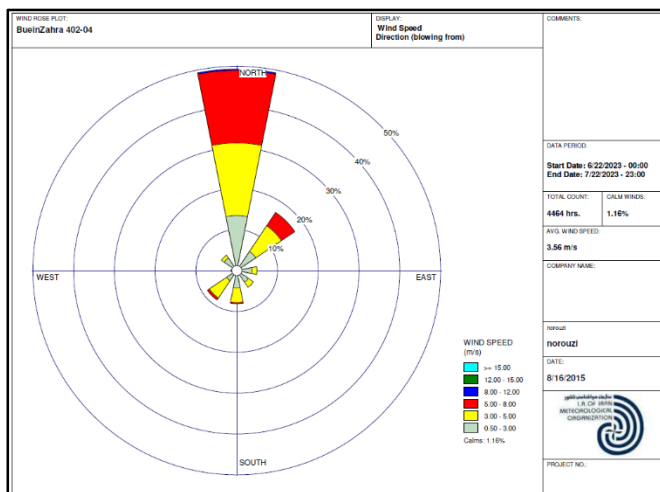 WIND ROSE PLOT:
BueinZahra 402-04
DISPLAY:
Wind Speed
Direction (blowing from)
COMMENTS:
NORTH
50%
40%
30%
20%
10%
WEST
EAST
SOUTH
WIND SPEED
(m/s)
>= 15.00
12.00 - 15.00
8.00 - 12.00
5.00 - 8.00
3.00 - 5.00
0.50 - 3.00
Calms: 1.16%
DATA PERIOD:
Start Date: 6/22/2023 - 00:00
End Date: 7/22/2023 - 23:00
TOTAL COUNT:
4464 hrs.
CALM WINDS:
1.16%
AVG. WIND SPEED:
3.56 m/s
COMPANY NAME:
norouzi
norouzi
DATE:
8/16/2015
سازمان هواشناسی کشور
I.R. OF IRAN
METEOROLOGICAL
ORGANIZATION
PROJECT NO.: